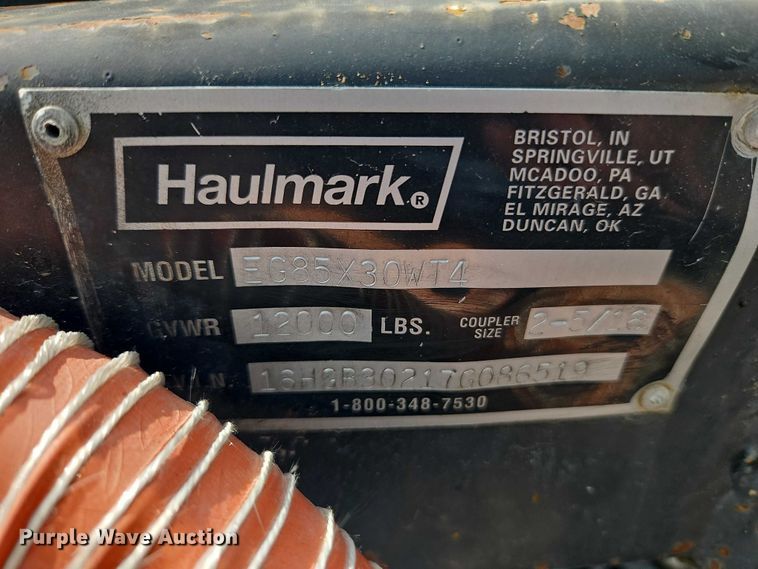 Haulmark®
BRISTOL, IN
SPRINGVILLE, UT
MCADOO, PA
FITZGERALD, GA
EL MIRAGE, AZ
DUNCAN, OK
MODEL EG85X30WT4
GVWR 12000 LBS. COUPLER SIZE 2-5/16
V.I.N. 16HGB30217G086519
1-800-348-7530
Purple Wave Auction